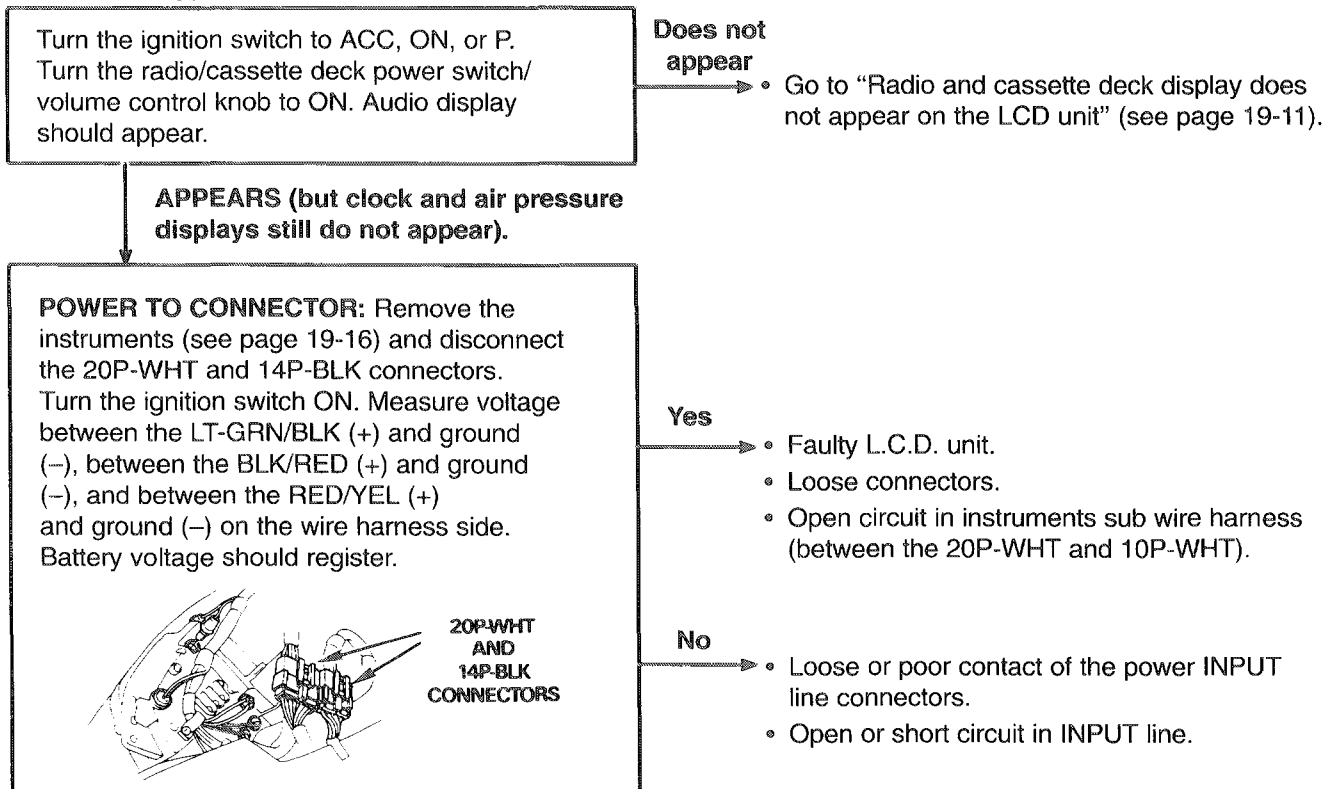 Turn the ignition switch to ACC, ON, or P.
Turn the radio/cassette deck power switch/
volume control knob to ON. Audio display
should appear.
Does not
appear
• Go to “Radio and cassette deck display does
not appear on the LCD unit” (see page 19-11).
APPEARS (but clock and air pressure
displays still do not appear).
POWER TO CONNECTOR: Remove the
instruments (see page 19-16) and disconnect
the 20P-WHT and 14P-BLK connectors.
Turn the ignition switch ON. Measure voltage
between the LT-GRN/BLK (+) and ground
(–), between the BLK/RED (+) and ground
(–), and between the RED/YEL (+)
and ground (–) on the wire harness side.
Battery voltage should register.
20P-WHT
AND
14P-BLK
CONNECTORS
Yes
• Faulty L.C.D. unit.
• Loose connectors.
• Open circuit in instruments sub wire harness
(between the 20P-WHT and 10P-WHT).
No
• Loose or poor contact of the power INPUT
line connectors.
• Open or short circuit in INPUT line.